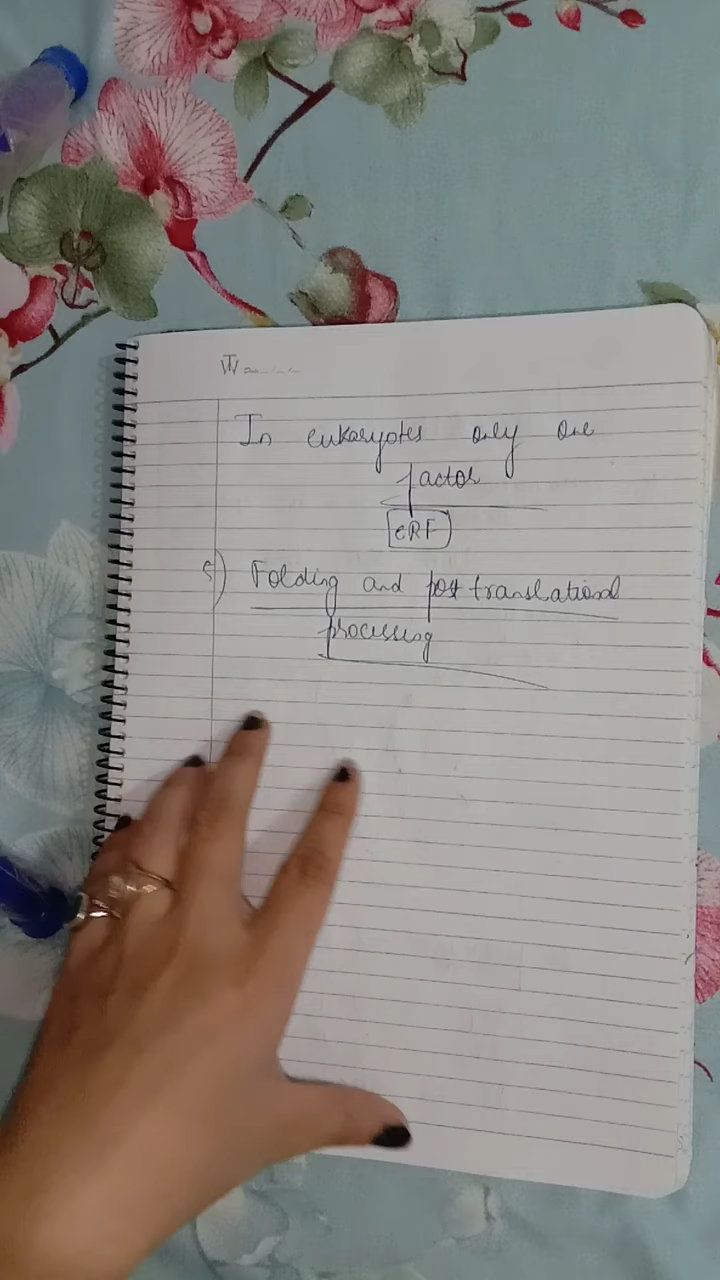 In eukaryotes only one
factor
eRF
5) Folding and post translational
processing